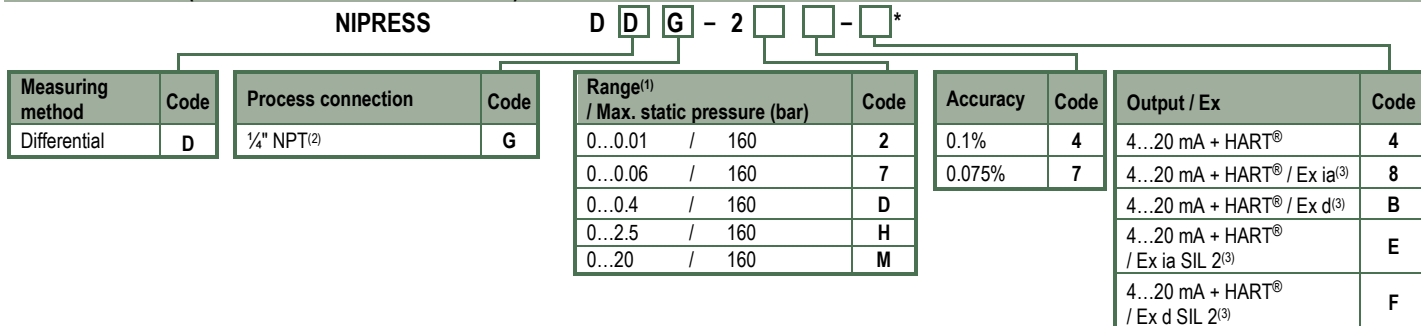 NIPRESS D D G – 2 – *
Measuring method Code
Differential D
Process connection Code
¼" NPT(2) G
Range(1) / Max. static pressure (bar) Code
0…0.01 / 160 2
0…0.06 / 160 7
0…0.4 / 160 D
0…2.5 / 160 H
0…20 / 160 M
Accuracy Code
0.1% 4
0.075% 7
Output / Ex Code
4…20 mA + HART® 4
4…20 mA + HART® / Ex ia(3) 8
4…20 mA + HART® / Ex d(3) B
4…20 mA + HART® / Ex ia SIL 2(3) E
4…20 mA + HART® / Ex d SIL 2(3) F